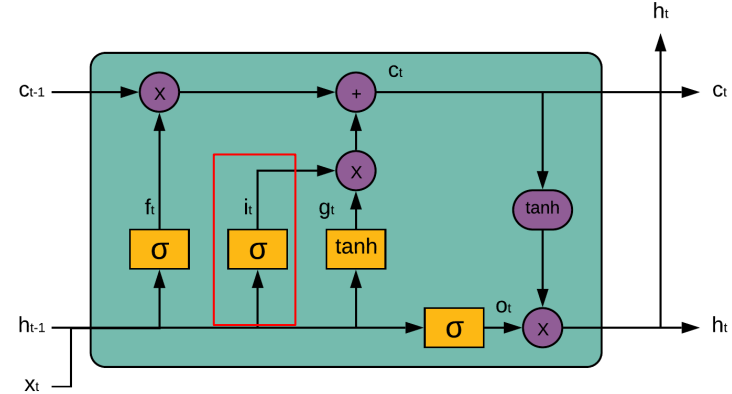 ht
ct-1
x
+
ct
ct
x
ft
it
gt
tanh
σ
σ
tanh
ht-1
σ
ot
x
ht
xt